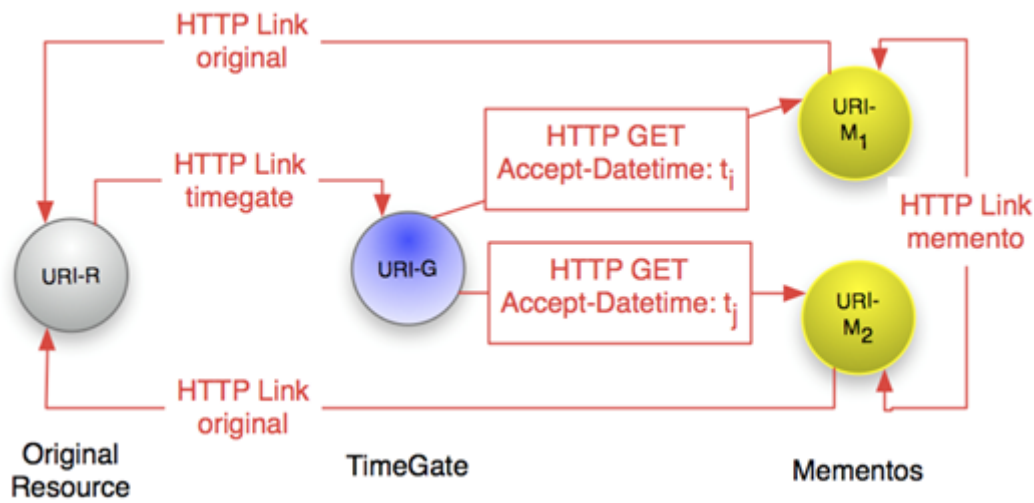 HTTP Link
original
URI-
M1
HTTP GET
Accept-Datetime: ti
HTTP Link
timegate
HTTP Link
memento
URI-R
URI-G
HTTP GET
Accept-Datetime: tj
URI-
M2
HTTP Link
original
Original
Resource
TimeGate
Mementos